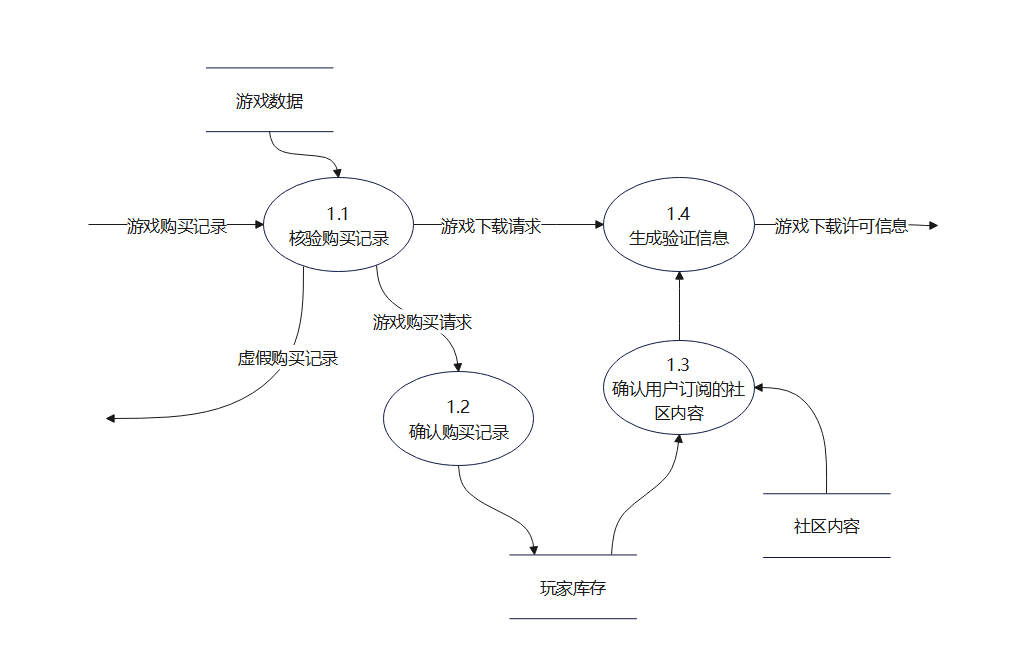 游戏数据
1.1
核验购买记录
1.4
生成验证信息
游戏购买记录
游戏下载请求
游戏下载许可信息
游戏购买请求
虚假购买记录
1.3
确认用户订阅的社
区内容
1.2
确认购买记录
社区内容
玩家库存